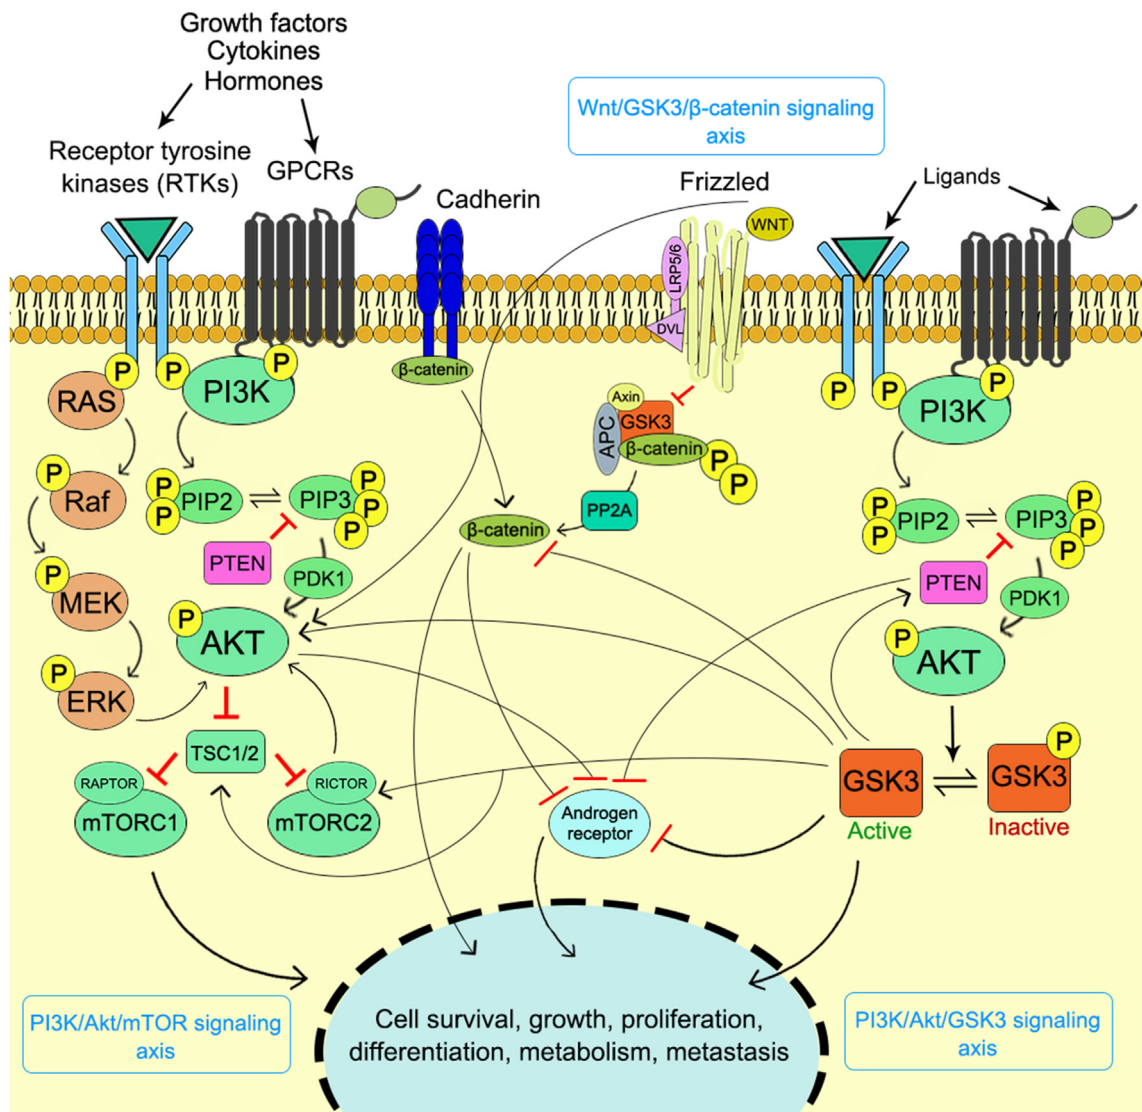 Growth factors
Cytokines
Hormones
Wnt/GSK3/β-catenin signaling
axis
Receptor tyrosine
kinases (RTKs)
GPCRs
Cadherin
Frizzled
Ligands
WNT
LRP5/6
DVL
β-catenin
P
P
P
RAS
PI3K
Axin
GSK3
APC
β-catenin
P
P
P
P
P
PI3K
P
Raf
P
P
PIP2
PIP3
P
P
P
PP2A
β-catenin
P
P
PIP2
PIP3
P
P
P
PTEN
PDK1
PTEN
PDK1
P
MEK
P
AKT
P
AKT
P
ERK
TSC1/2
RAPTOR
mTORC1
RICTOR
mTORC2
Androgen
receptor
GSK3
Active
P
GSK3
Inactive
PI3K/Akt/mTOR signaling
axis
Cell survival, growth, proliferation,
differentiation, metabolism, metastasis
PI3K/Akt/GSK3 signaling
axis